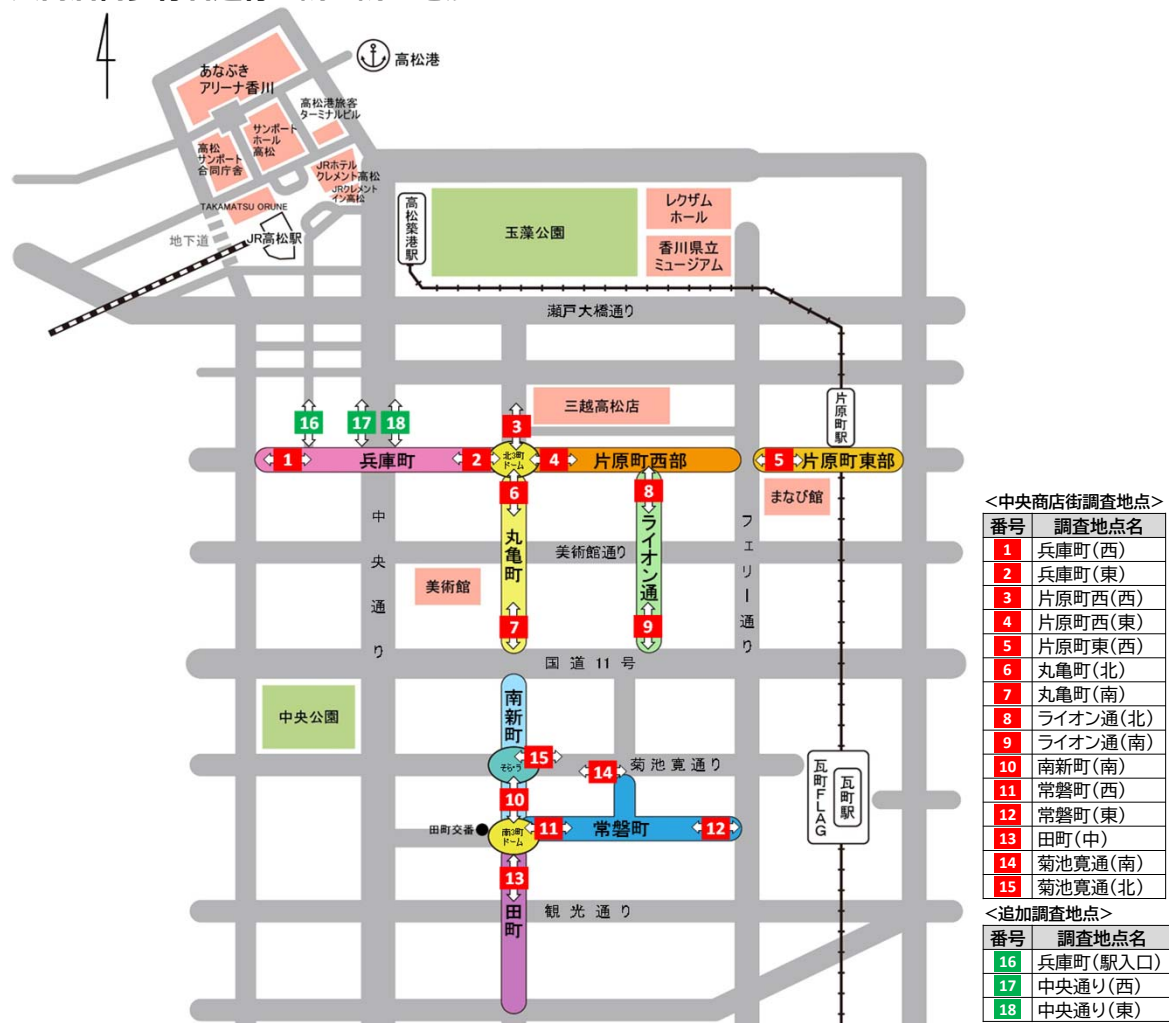 高松港
あなぶき
アリーナ香川
高松港旅客
ターミナルビル
サンポート
ホール
高松
高松
サンポート
合同庁舎
JRホテル
クレメント高松
JRクレメント
イン高松
TAKAMATSU ORUNE
地下道
JR高松駅
高松築港駅
玉藻公園
レクザム
ホール
香川県立
ミュージアム
瀬戸大橋通り
三越高松店
片原町駅
16
17
18
3
1
兵庫町
2
北3町
ドーム
4
片原町西部
5
片原町東部
6
8
まなび館
中央通り
丸亀町
美術館通り
ライオン通
フェリー通り
美術館
7
9
国道11号
南新町
中央公園
そら・う
15
14
菊池寛通り
瓦町FLAG
瓦町駅
10
田町交番
南3町
ドーム
11
常磐町
12
13
田町
観光通り
<中央商店街調査地点>
番号 調査地点名
1 兵庫町(西)
2 兵庫町(東)
3 片原町西(西)
4 片原町西(東)
5 片原町東(西)
6 丸亀町(北)
7 丸亀町(南)
8 ライオン通(北)
9 ライオン通(南)
10 南新町(南)
11 常磐町(西)
12 常磐町(東)
13 田町(中)
14 菊池寛通(南)
15 菊池寛通(北)
<追加調査地点>
番号 調査地点名
16 兵庫町(駅入口)
17 中央通り(西)
18 中央通り(東)